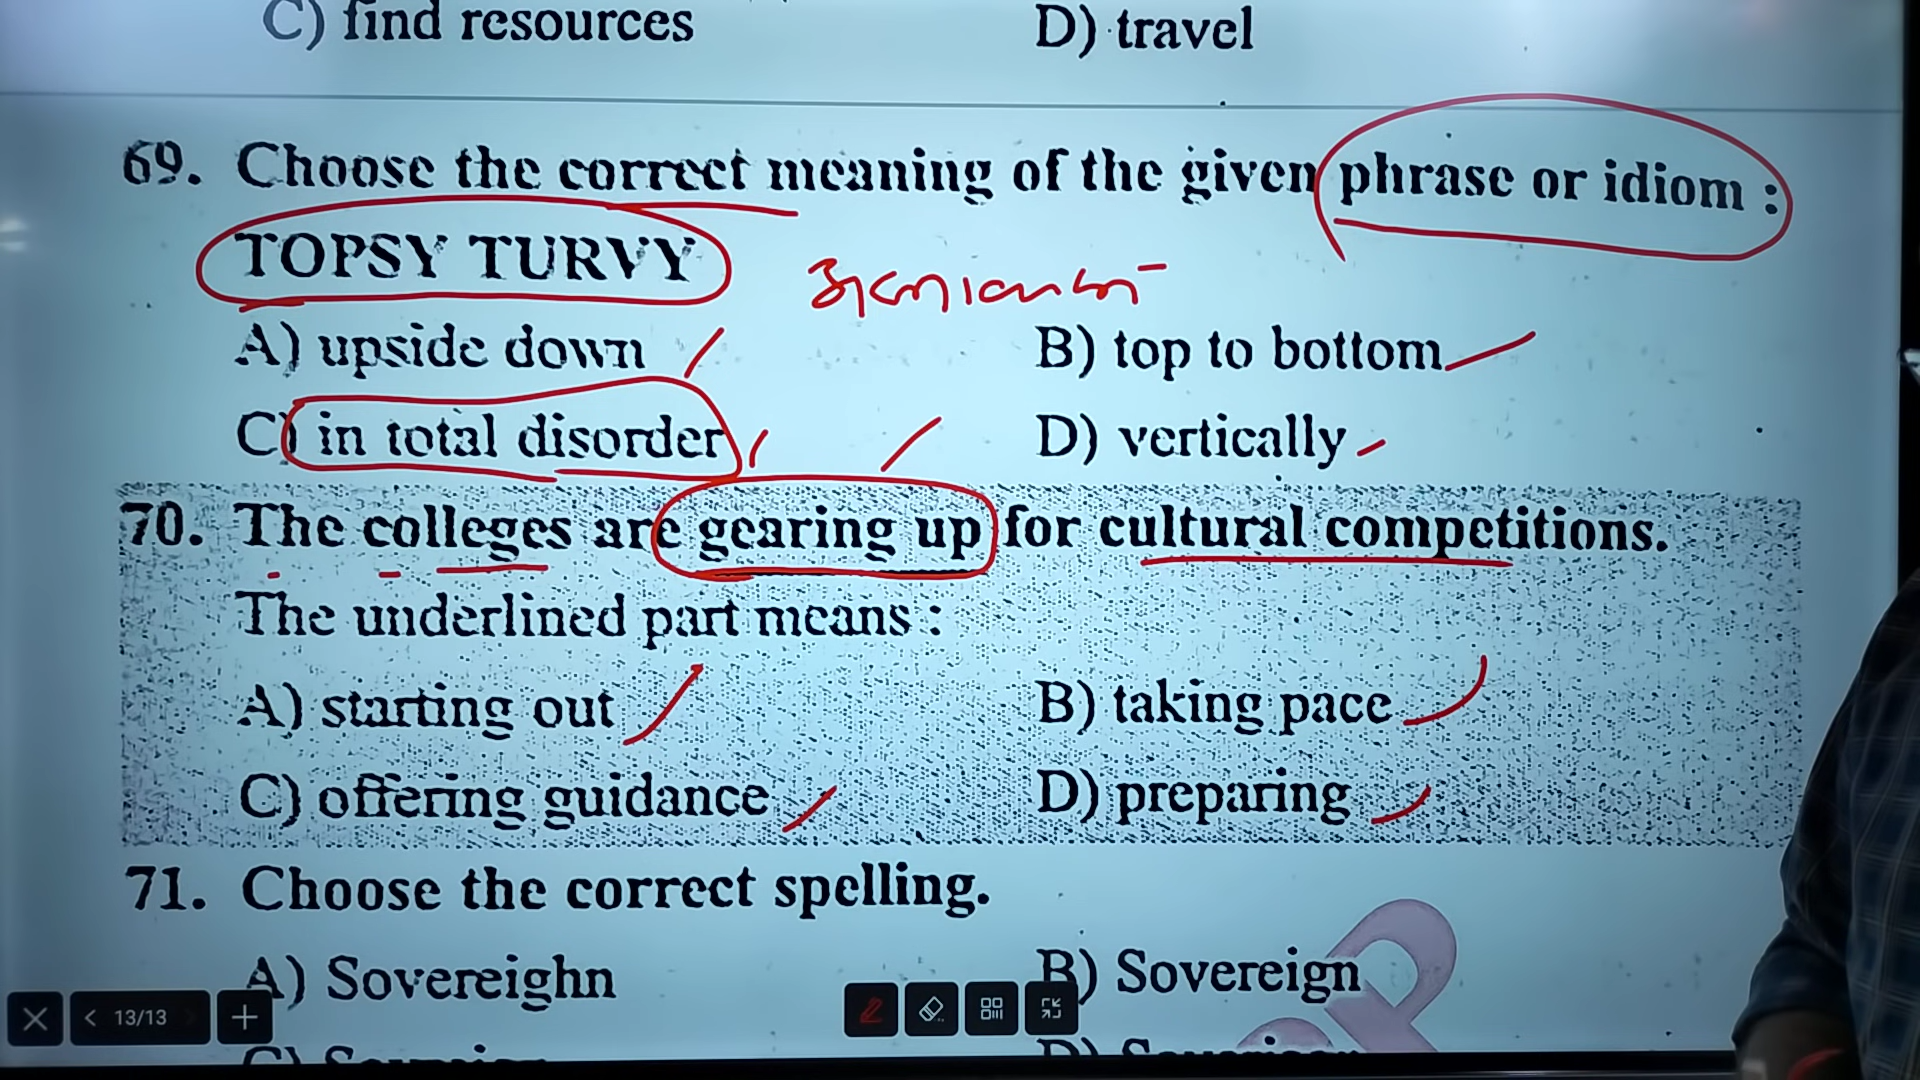 C) find resources D) travel
69. Choose the correct meaning of the given phrase or idiom :
TOPSY TURVY
A) upside down B) top to bottom
C) in total disorder D) vertically
70. The colleges are gearing up for cultural competitions.
The underlined part means :
A) starting out B) taking pace
C) offering guidance D) preparing
71. Choose the correct spelling.
A) Sovereighn B) Sovereign
13/13